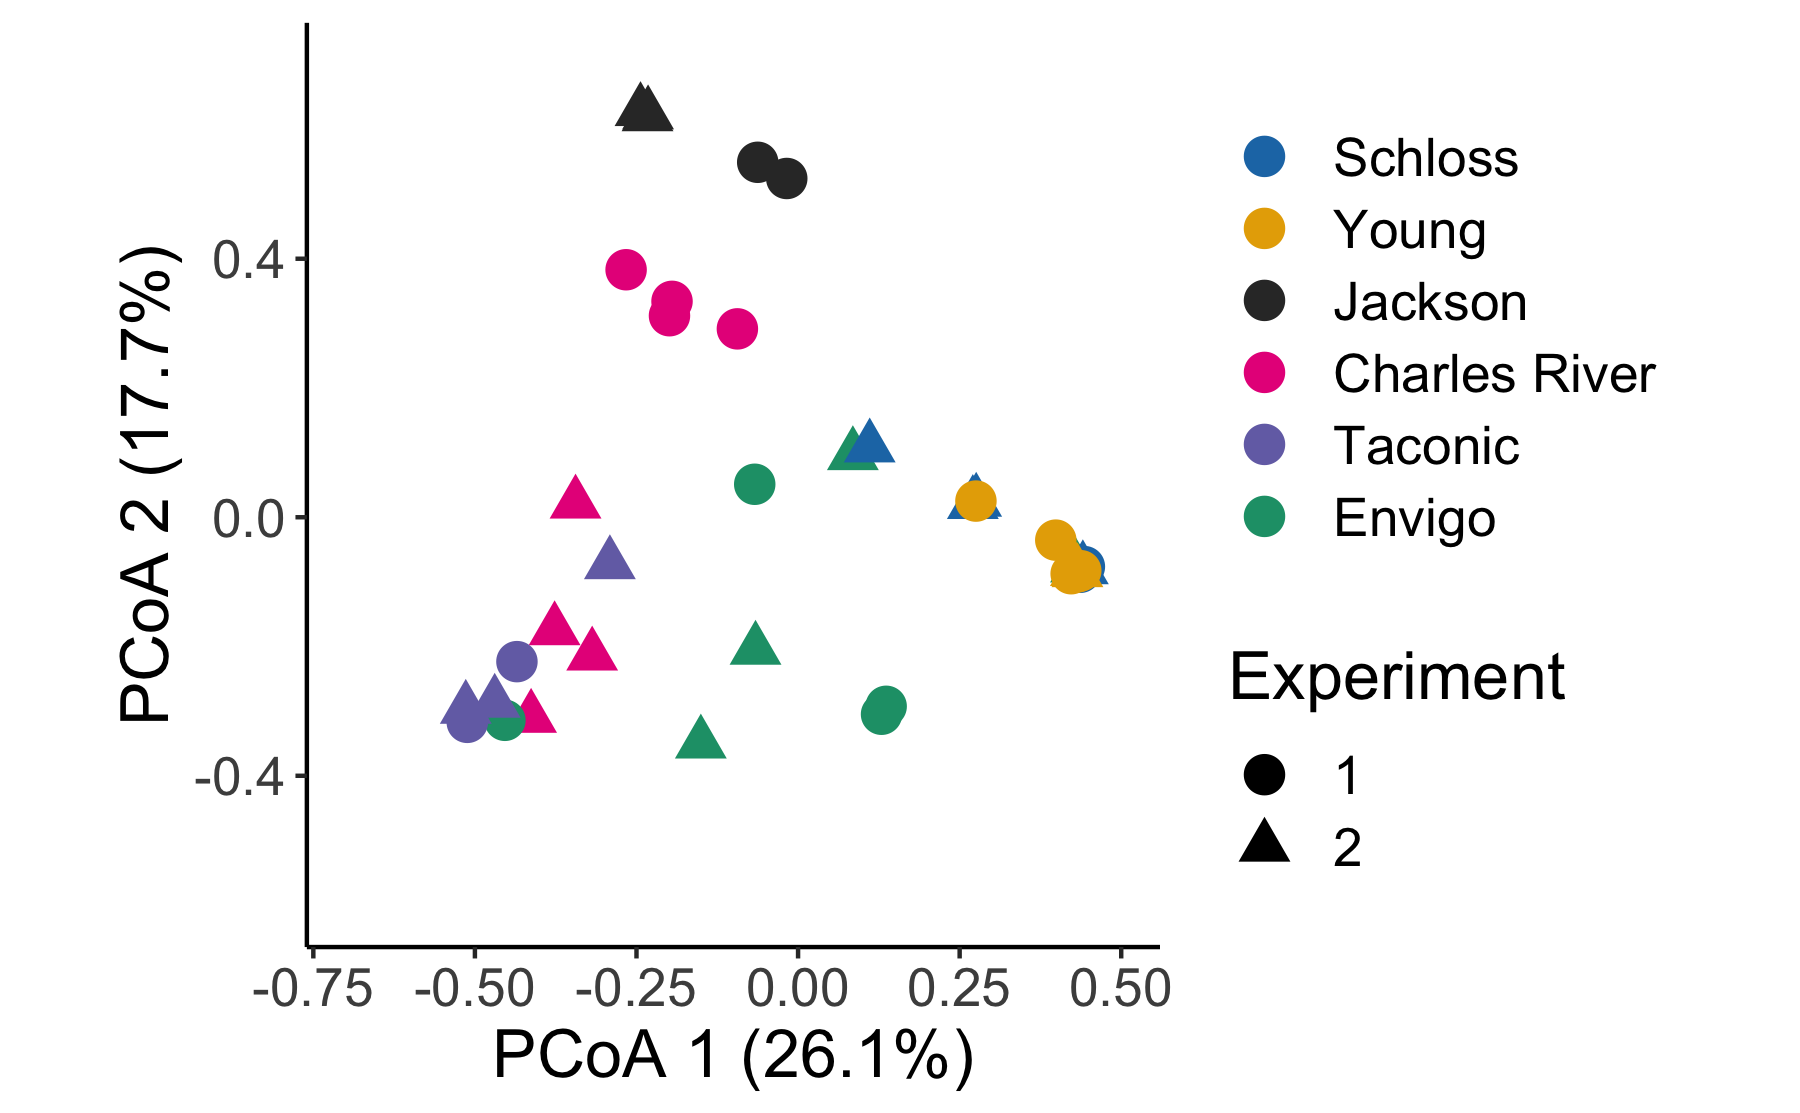 PCoA 2 (17.7%)
0.4
0.0
-0.4
-0.75 -0.50 -0.25 0.00 0.25 0.50
PCoA 1 (26.1%)
Schloss
Young
Jackson
Charles River
Taconic
Envigo
Experiment
1
2